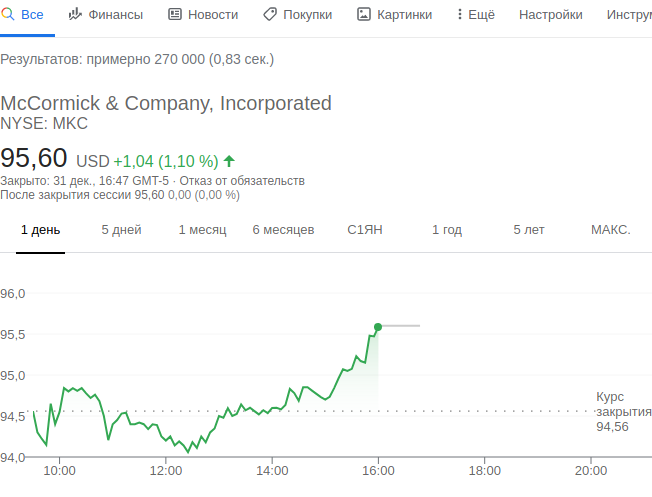 Все Финансы Новости Покупки Картинки Ещё Настройки Инструм
Результатов: примерно 270 000 (0,83 сек.)
McCormick & Company, Incorporated
NYSE: MKC
95,60 USD +1,04 (1,10 %)
Закрыто: 31 дек., 16:47 GMT-5 · Отказ от обязательств
После закрытия сессии 95,60 0,00 (0,00 %)
1 день 5 дней 1 месяц 6 месяцев С1ЯН 1 год 5 лет МАКС.
96,0
95,5
95,0
Курс
94,5 закрытия
94,56
94,0
10:00 12:00 14:00 16:00 18:00 20:00